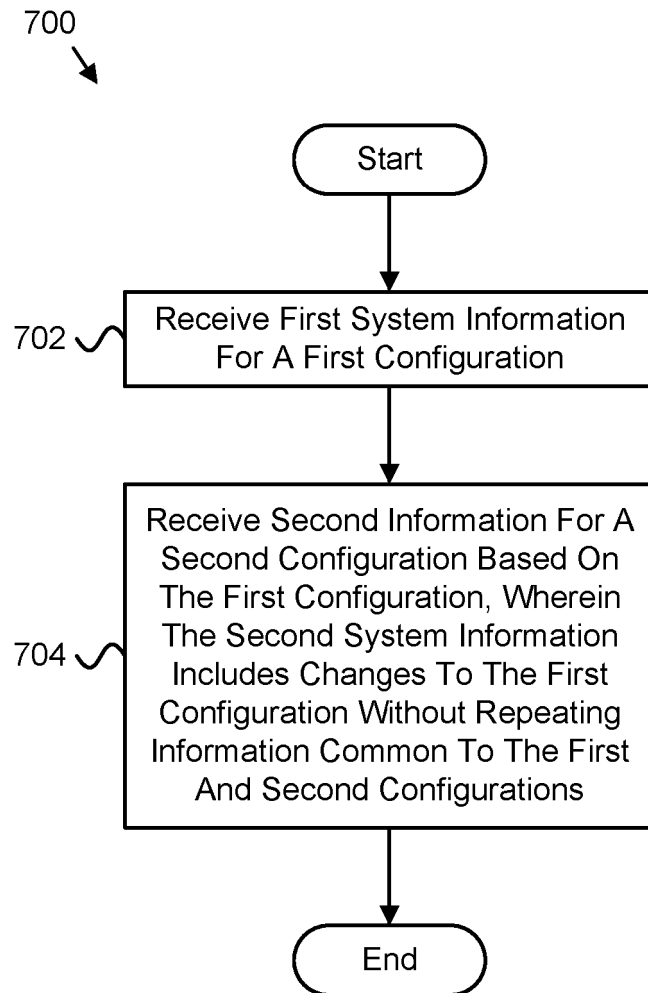 700
Start
702
Receive First System Information
For A First Configuration
704
Receive Second Information For A
Second Configuration Based On
The First Configuration, Wherein
The Second System Information
Includes Changes To The First
Configuration Without Repeating
Information Common To The First
And Second Configurations
End